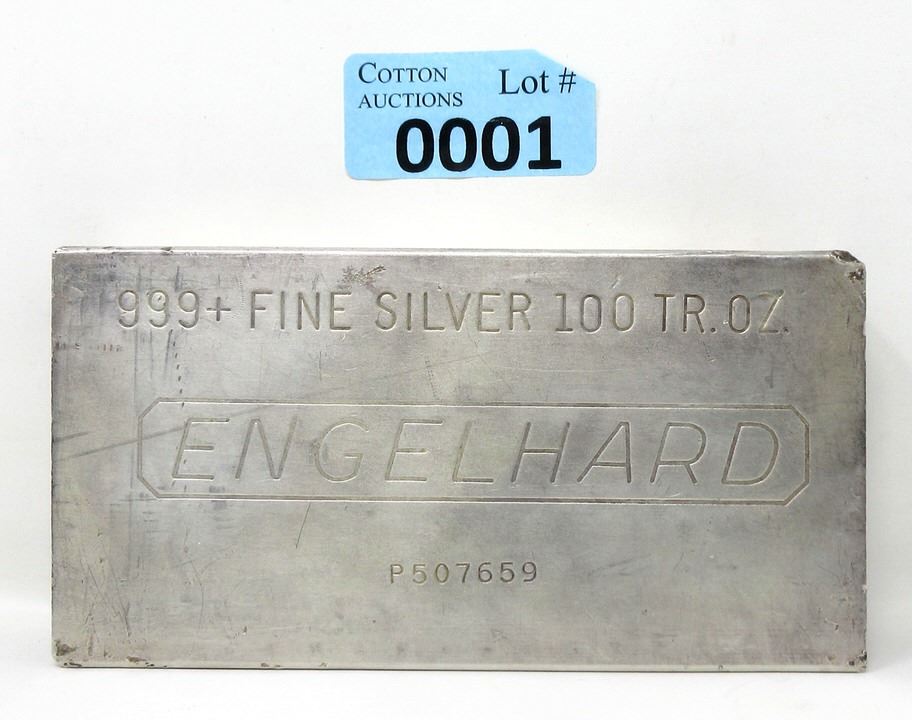 COTTON AUCTIONS Lot #
0001
999+ FINE SILVER 100 TR. OZ.
ENGELHARD
P507659